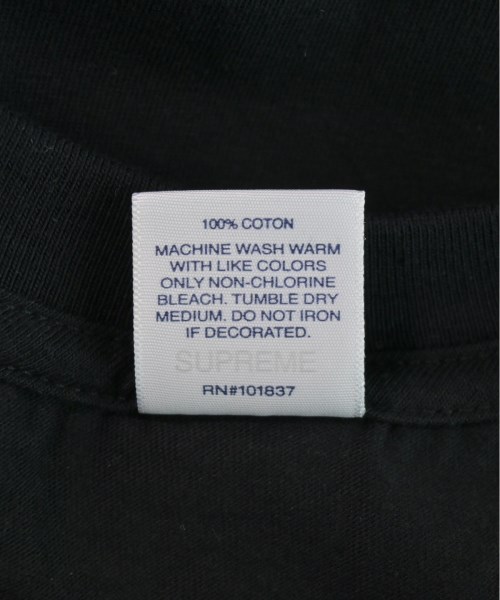 100% COTON
MACHINE WASH WARM
WITH LIKE COLORS
ONLY NON-CHLORINE
BLEACH. TUMBLE DRY
MEDIUM. DO NOT IRON
IF DECORATED.
SUPREME
RN#101837